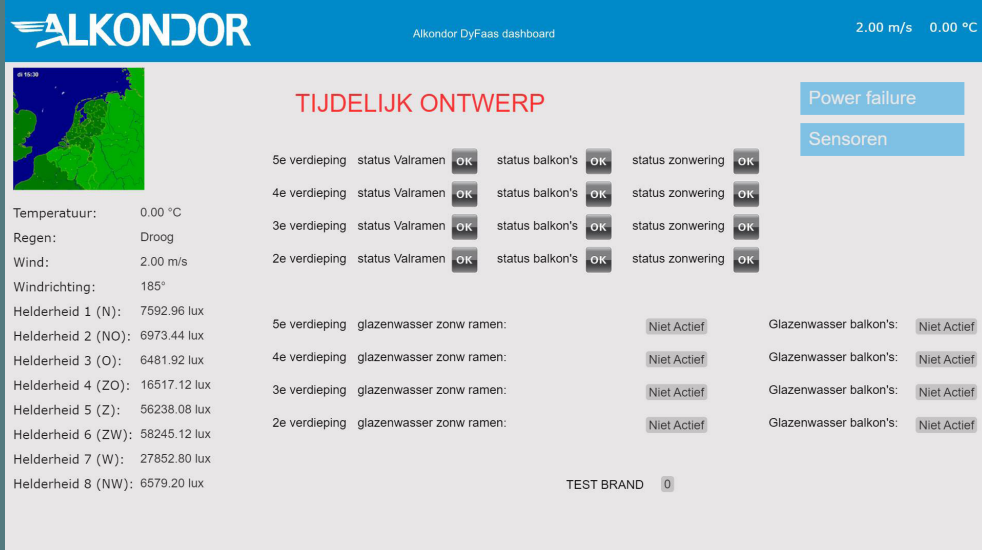 ALKONDOR
Alkondor DyFaas dashboard
2.00 m/s 0.00 °C
di 15:30
TIJDELIJK ONTWERP
Power failure
Sensoren
5e verdieping status Valramen OK status balkon's OK status zonwering OK
4e verdieping status Valramen OK status balkon's OK status zonwering OK
3e verdieping status Valramen OK status balkon's OK status zonwering OK
2e verdieping status Valramen OK status balkon's OK status zonwering OK
Temperatuur: 0.00 °C
Regen: Droog
Wind: 2.00 m/s
Windrichting: 185°
Helderheid 1 (N): 7592.96 lux
Helderheid 2 (NO): 6973.44 lux
Helderheid 3 (O): 6481.92 lux
Helderheid 4 (ZO): 16517.12 lux
Helderheid 5 (Z): 56238.08 lux
Helderheid 6 (ZW): 58245.12 lux
Helderheid 7 (W): 27852.80 lux
Helderheid 8 (NW): 6579.20 lux
5e verdieping glazenwasser zonw ramen: Niet Actief Glazenwasser balkon's: Niet Actief
4e verdieping glazenwasser zonw ramen: Niet Actief Glazenwasser balkon's: Niet Actief
3e verdieping glazenwasser zonw ramen: Niet Actief Glazenwasser balkon's: Niet Actief
2e verdieping glazenwasser zonw ramen: Niet Actief Glazenwasser balkon's: Niet Actief
TEST BRAND 0